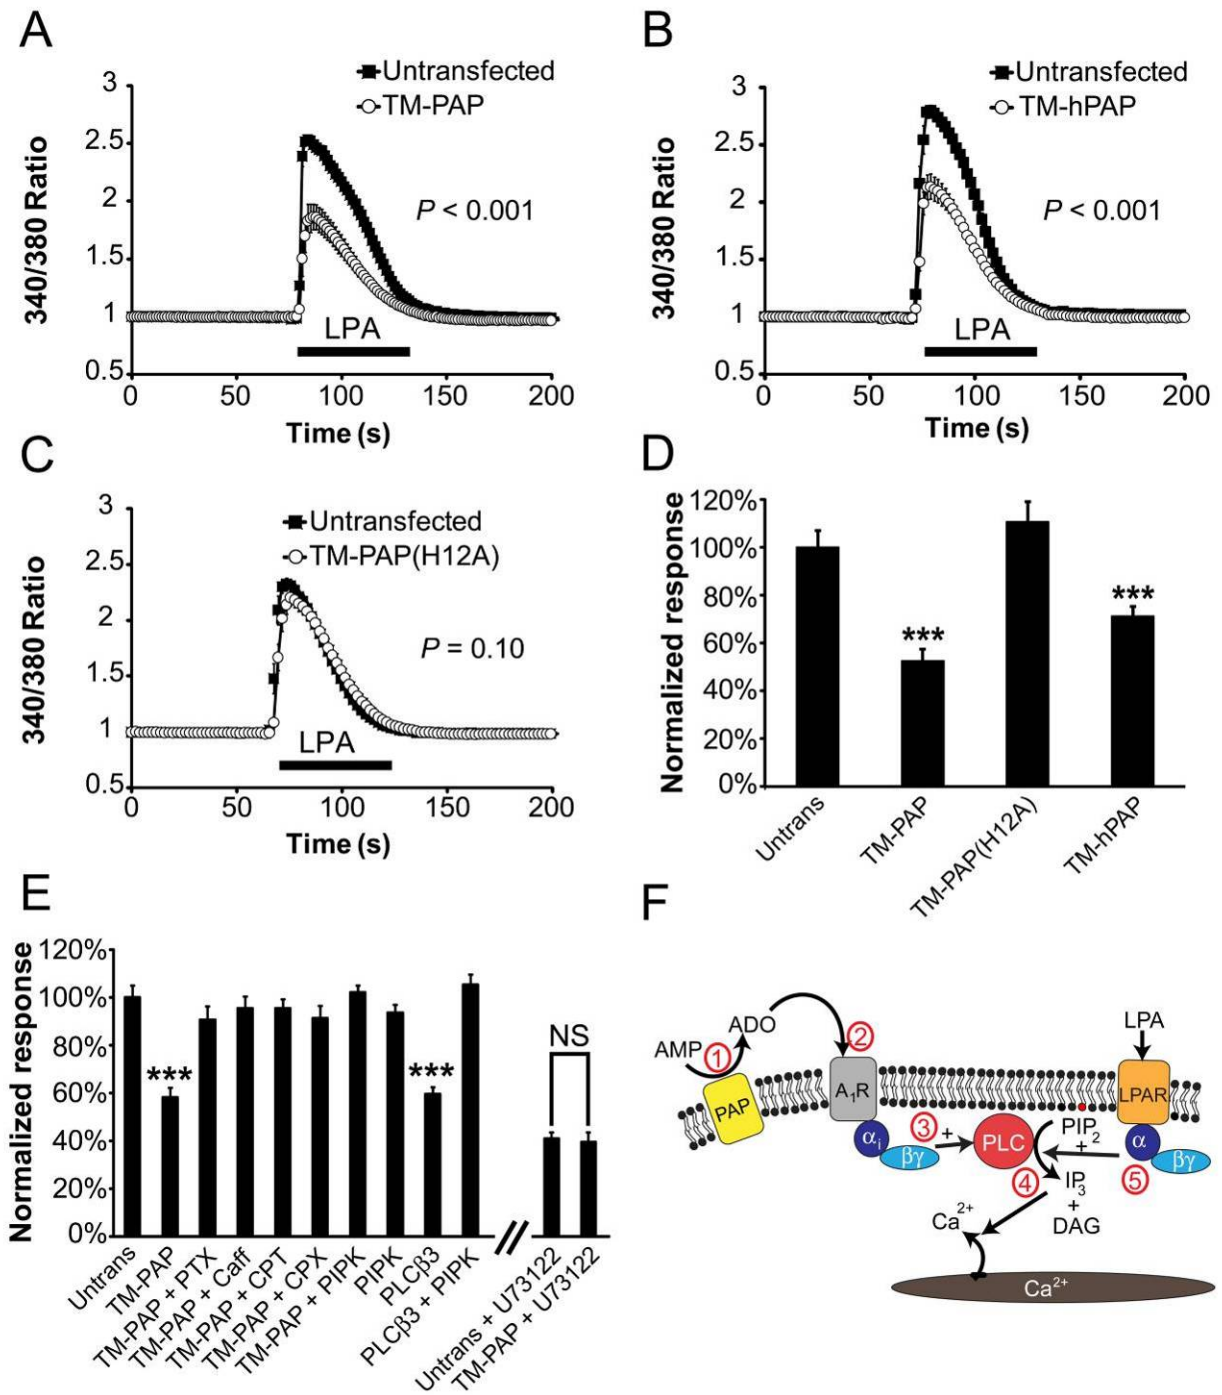 A
Untransfected
TM-PAP
340/380 Ratio
3
2.5
2
1.5
1
0.5
P < 0.001
LPA
0
50
100
150
200
Time (s)
B
Untransfected
TM-hPAP
340/380 Ratio
3
2.5
2
1.5
1
0.5
P < 0.001
LPA
0
50
100
150
200
Time (s)
C
Untransfected
TM-PAP(H12A)
340/380 Ratio
3
2.5
2
1.5
1
0.5
P = 0.10
LPA
0
50
100
150
200
Time (s)
D
Normalized response
120%
100%
80%
60%
40%
20%
0%
***
***
Untrans
TM-PAP
TM-PAP(H12A)
TM-hPAP
E
Normalized response
120%
100%
80%
60%
40%
20%
0%
***
***
NS
Untrans
TM-PAP
TM-PAP + PTX
TM-PAP + Caff
TM-PAP + CPT
TM-PAP + CPX
TM-PAP + PIPK
PIPK
PLCβ3
PLCβ3 + PIPK
Untrans + U73122
TM-PAP + U73122
F
AMP
1
ADO
2
LPA
PAP
A₁R
LPAR
αi
βγ
3
+
PLC
PIP₂
+
α
βγ
4
5
IP₃
+
DAG
Ca²⁺
Ca²⁺